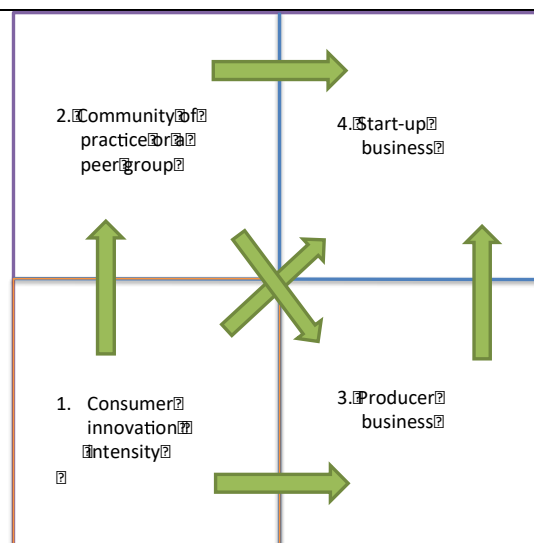 2. Community of
practice or a
peer group
4. Start-up
business
1. Consumer
innovation
intensity
3. Producer
business